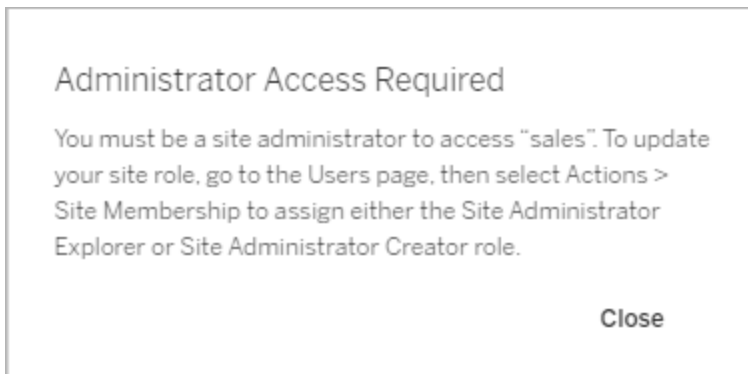 Administrator Access Required
You must be a site administrator to access “sales”. To update
your site role, go to the Users page, then select Actions >
Site Membership to assign either the Site Administrator
Explorer or Site Administrator Creator role.
Close